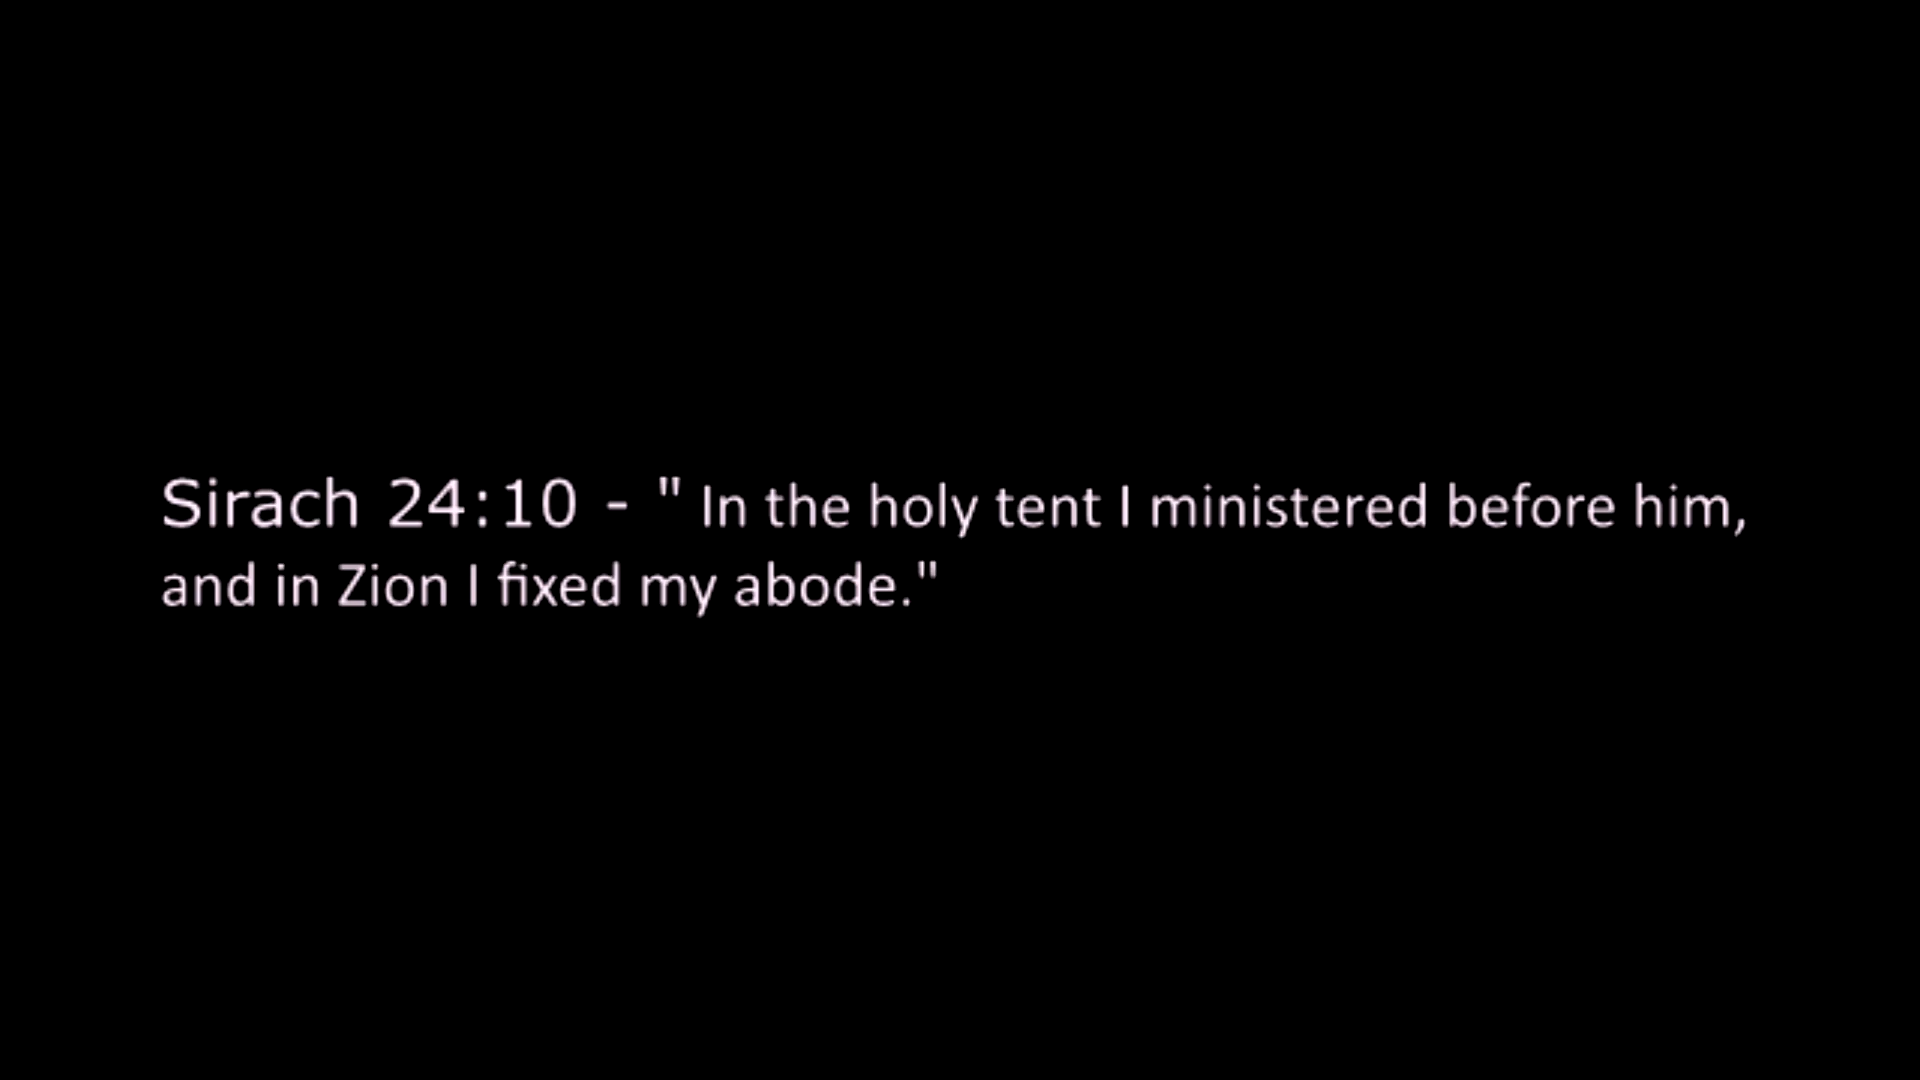 Sirach 24:10 - " In the holy tent I ministered before him,
and in Zion I fixed my abode."